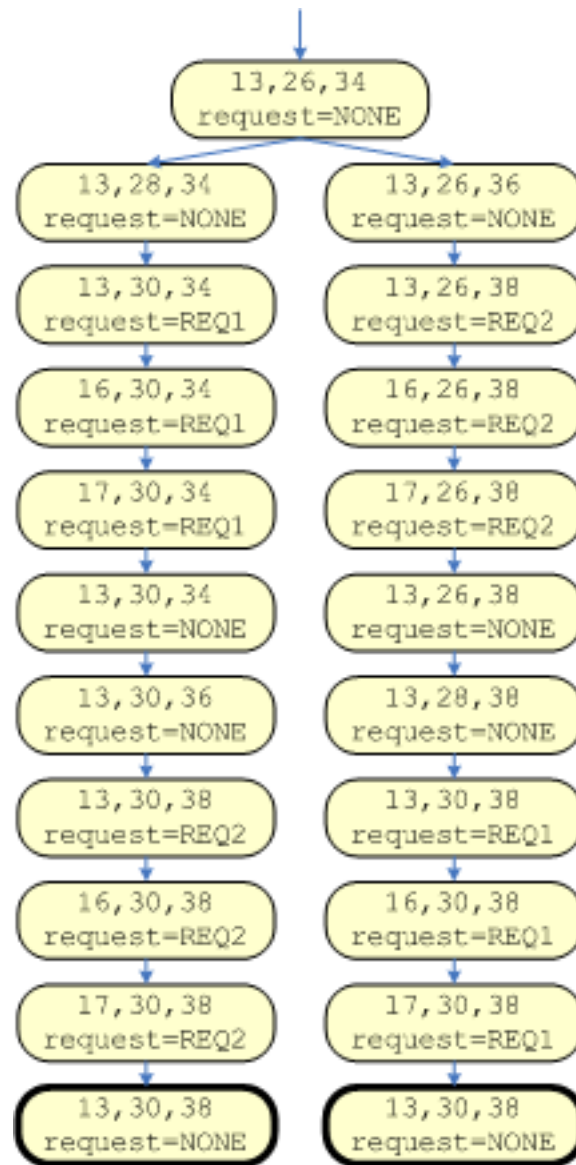 13,26,34
request=NONE
13,28,34
request=NONE
13,30,34
request=REQ1
16,30,34
request=REQ1
17,30,34
request=REQ1
13,30,34
request=NONE
13,30,36
request=NONE
13,30,38
request=REQ2
16,30,38
request=REQ2
17,30,38
request=REQ2
13,30,38
request=NONE
13,26,36
request=NONE
13,26,38
request=REQ2
16,26,38
request=REQ2
17,26,38
request=REQ2
13,26,38
request=NONE
13,28,38
request=NONE
13,30,38
request=REQ1
16,30,38
request=REQ1
17,30,38
request=REQ1
13,30,38
request=NONE